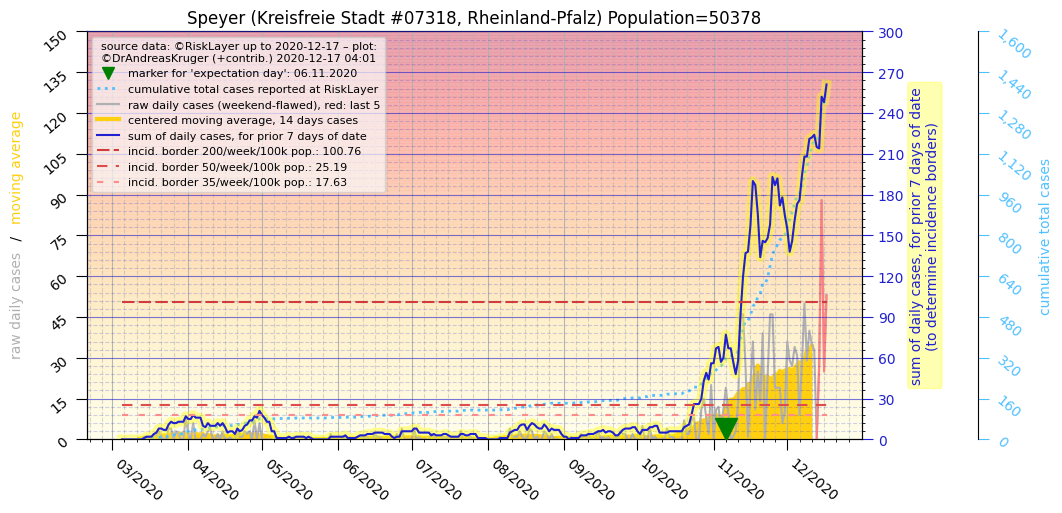 Speyer (Kreisfreie Stadt #07318, Rheinland-Pfalz) Population=50378
source data: ©RiskLayer up to 2020-12-17 – plot:
©DrAndreasKruger (+contrib.) 2020-12-17 04:01
marker for 'expectation day': 06.11.2020
cumulative total cases reported at RiskLayer
raw daily cases (weekend-flawed), red: last 5
centered moving average, 14 days cases
sum of daily cases, for prior 7 days of date
incid. border 200/week/100k pop.: 100.76
incid. border 50/week/100k pop.: 25.19
incid. border 35/week/100k pop.: 17.63
raw daily cases / moving average
150
135
120
105
90
75
60
45
30
15
0
03/2020
04/2020
05/2020
06/2020
07/2020
08/2020
09/2020
10/2020
11/2020
12/2020
300
270
240
210
180
150
120
90
60
30
0
sum of daily cases, for prior 7 days of date
(to determine incidence borders)
1,600
1,440
1,280
1,120
960
800
640
480
320
160
0
cumulative total cases